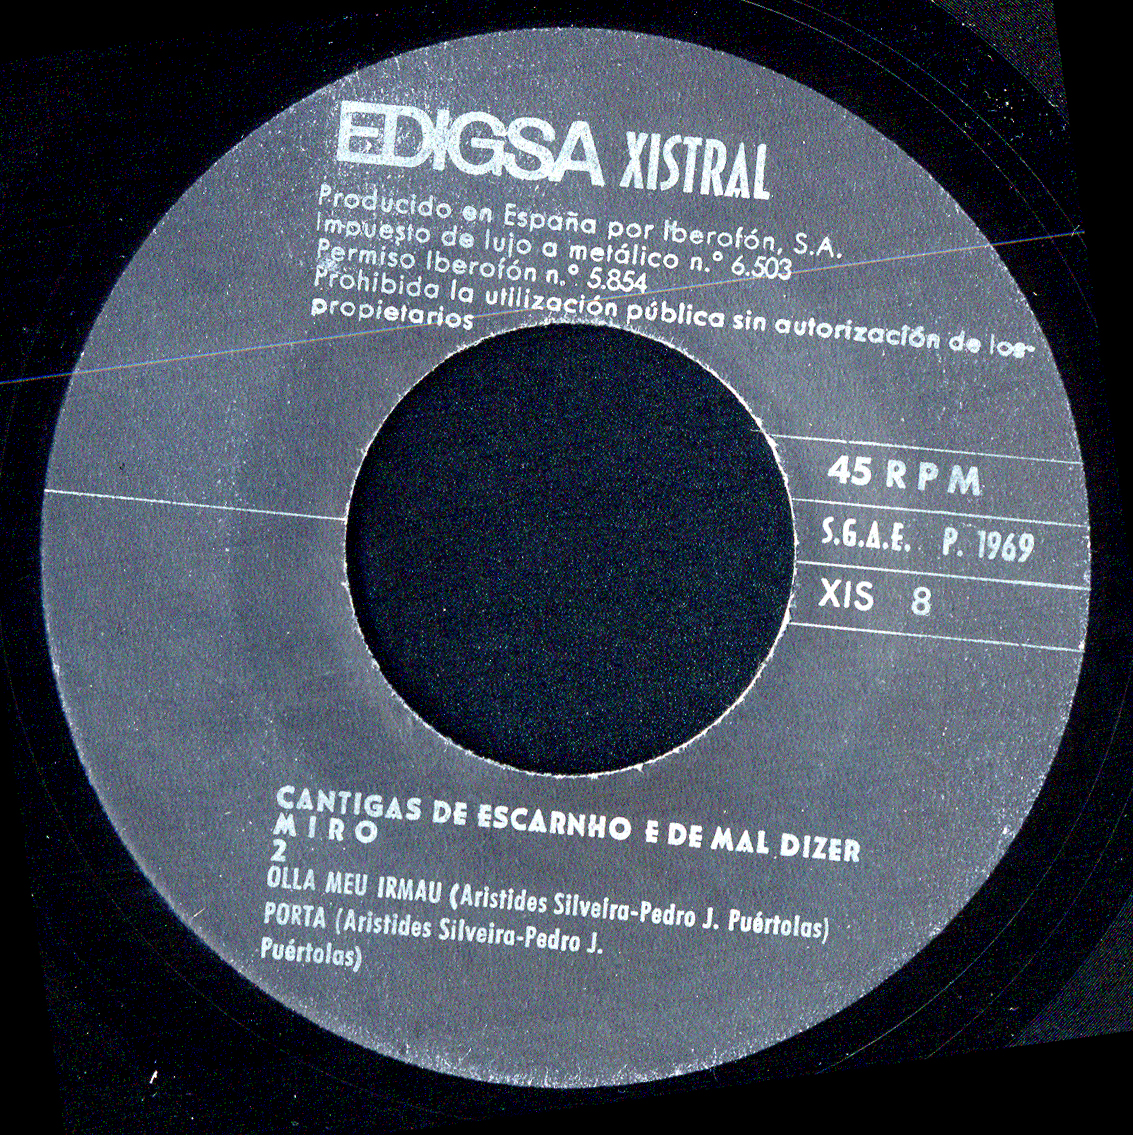 EDIGSA XISTRAL
Producido en España por Iberofón, S.A.
Impuesto de lujo a metálico n.º 6.503
Permiso Iberofón n.º 5.854
Prohibida la utilización pública sin autorización de los
propietarios
45 RPM
S.G.A.E. P. 1969
XIS 8
CANTIGAS DE ESCARNHO E DE MAL DIZER
MIRO
2
OLLA MEU IRMAU (Aristides Silveira-Pedro J. Puértolas)
PORTA (Aristides Silveira-Pedro J.
Puértolas)